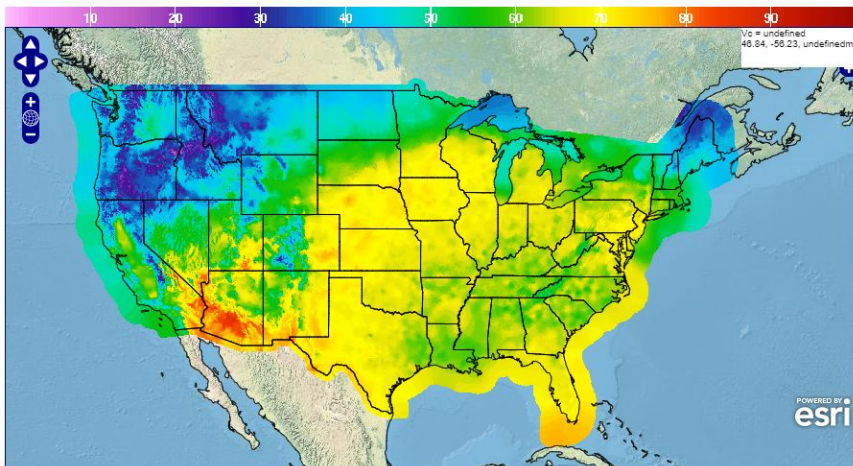 10 20 30 40 50 60 70 80 90
Vc = undefined
46.84, -56.23, undefinedm
POWERED BY
esri